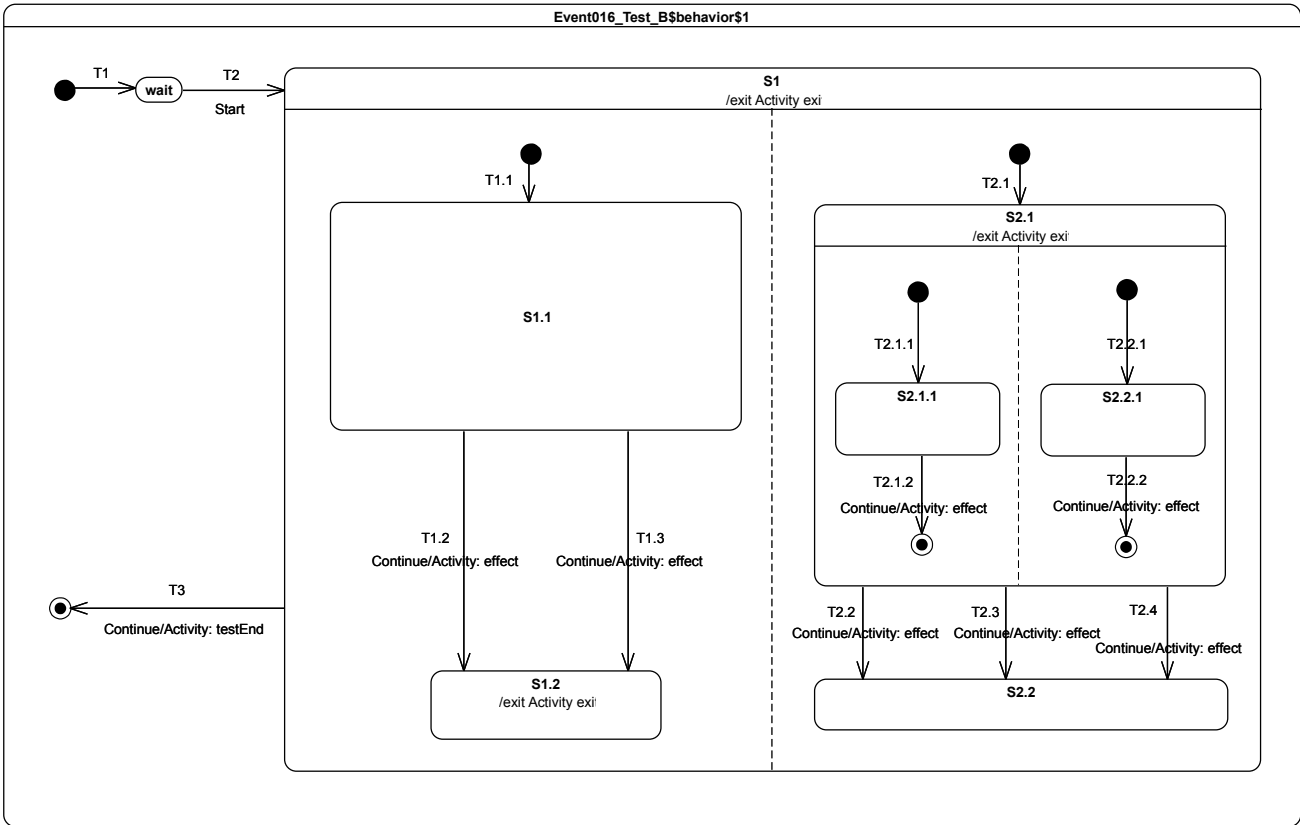 Event016_Test_B$behavior$1
T1
wait
T2
Start
S1
/exit Activity exi
T1.1
S1.1
T1.2
Continue/Activity: effect
T1.3
Continue/Activity: effect
S1.2
/exit Activity exit
T2.1
S2.1
/exit Activity exi
T2.1.1
S2.1.1
T2.1.2
Continue/Activity: effect
T2.2.1
S2.2.1
T2.2.2
Continue/Activity: effect
T2.2
Continue/Activity: effect
T2.3
Continue/Activity: effect
T2.4
Continue/Activity: effect
S2.2
T3
Continue/Activity: testEnd